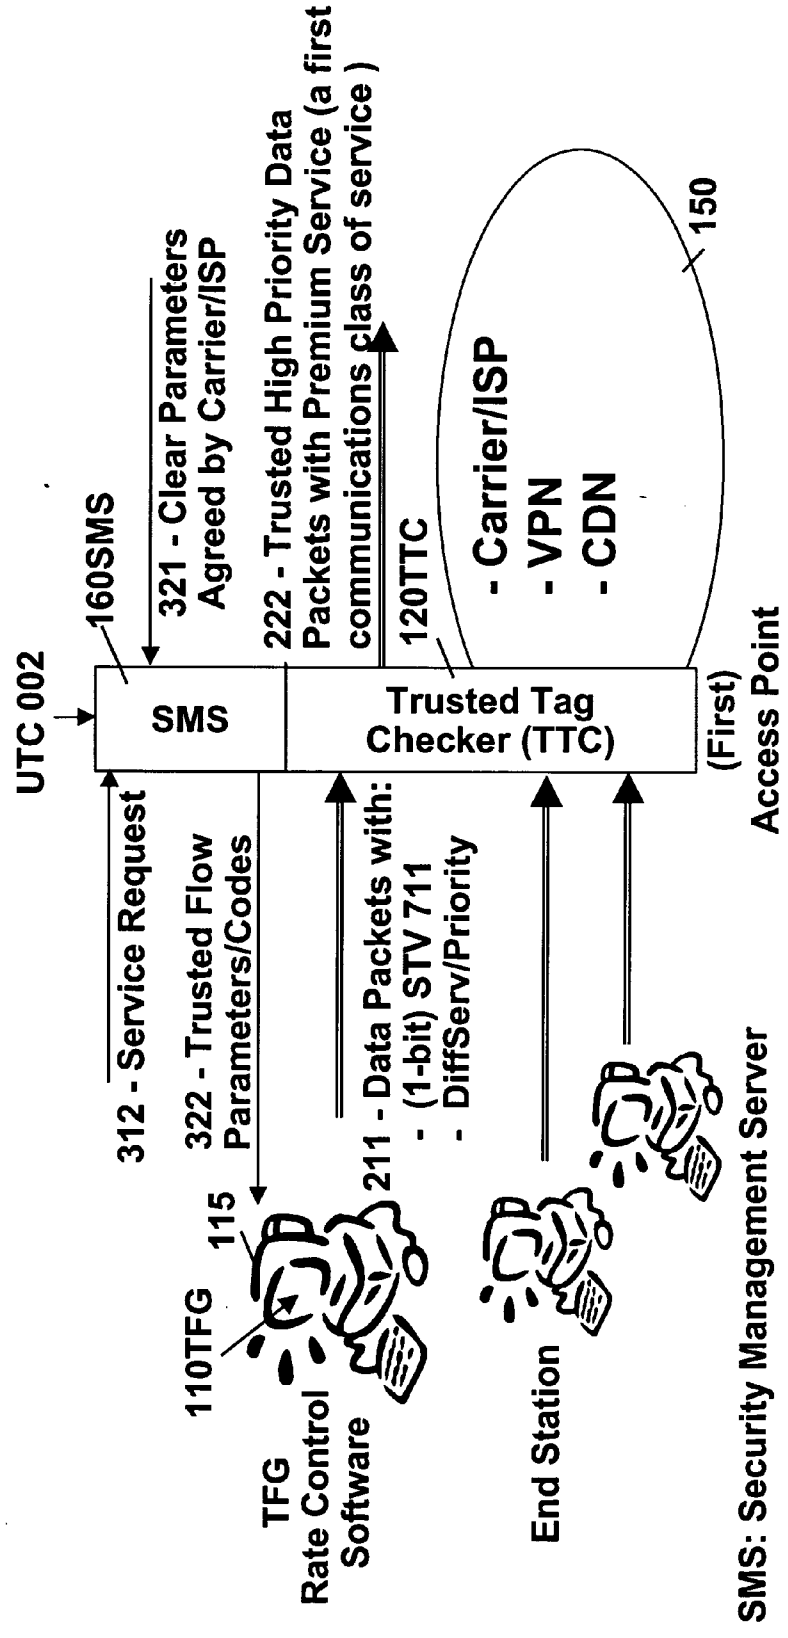 UTC 002
160SMS
312 - Service Request
SMS
321 - Clear Parameters
Agreed by Carrier/ISP
322 - Trusted Flow
Parameters/Codes
222 - Trusted High Priority Data
Packets with Premium Service (a first
communications class of service )
115
110TFG
TFG
Rate Control
Software
211 - Data Packets with:
- (1-bit) STV 711
- DiffServ/Priority
120TTC
Trusted Tag
Checker (TTC)
- Carrier/ISP
- VPN
- CDN
150
End Station
(First)
Access Point
SMS: Security Management Server